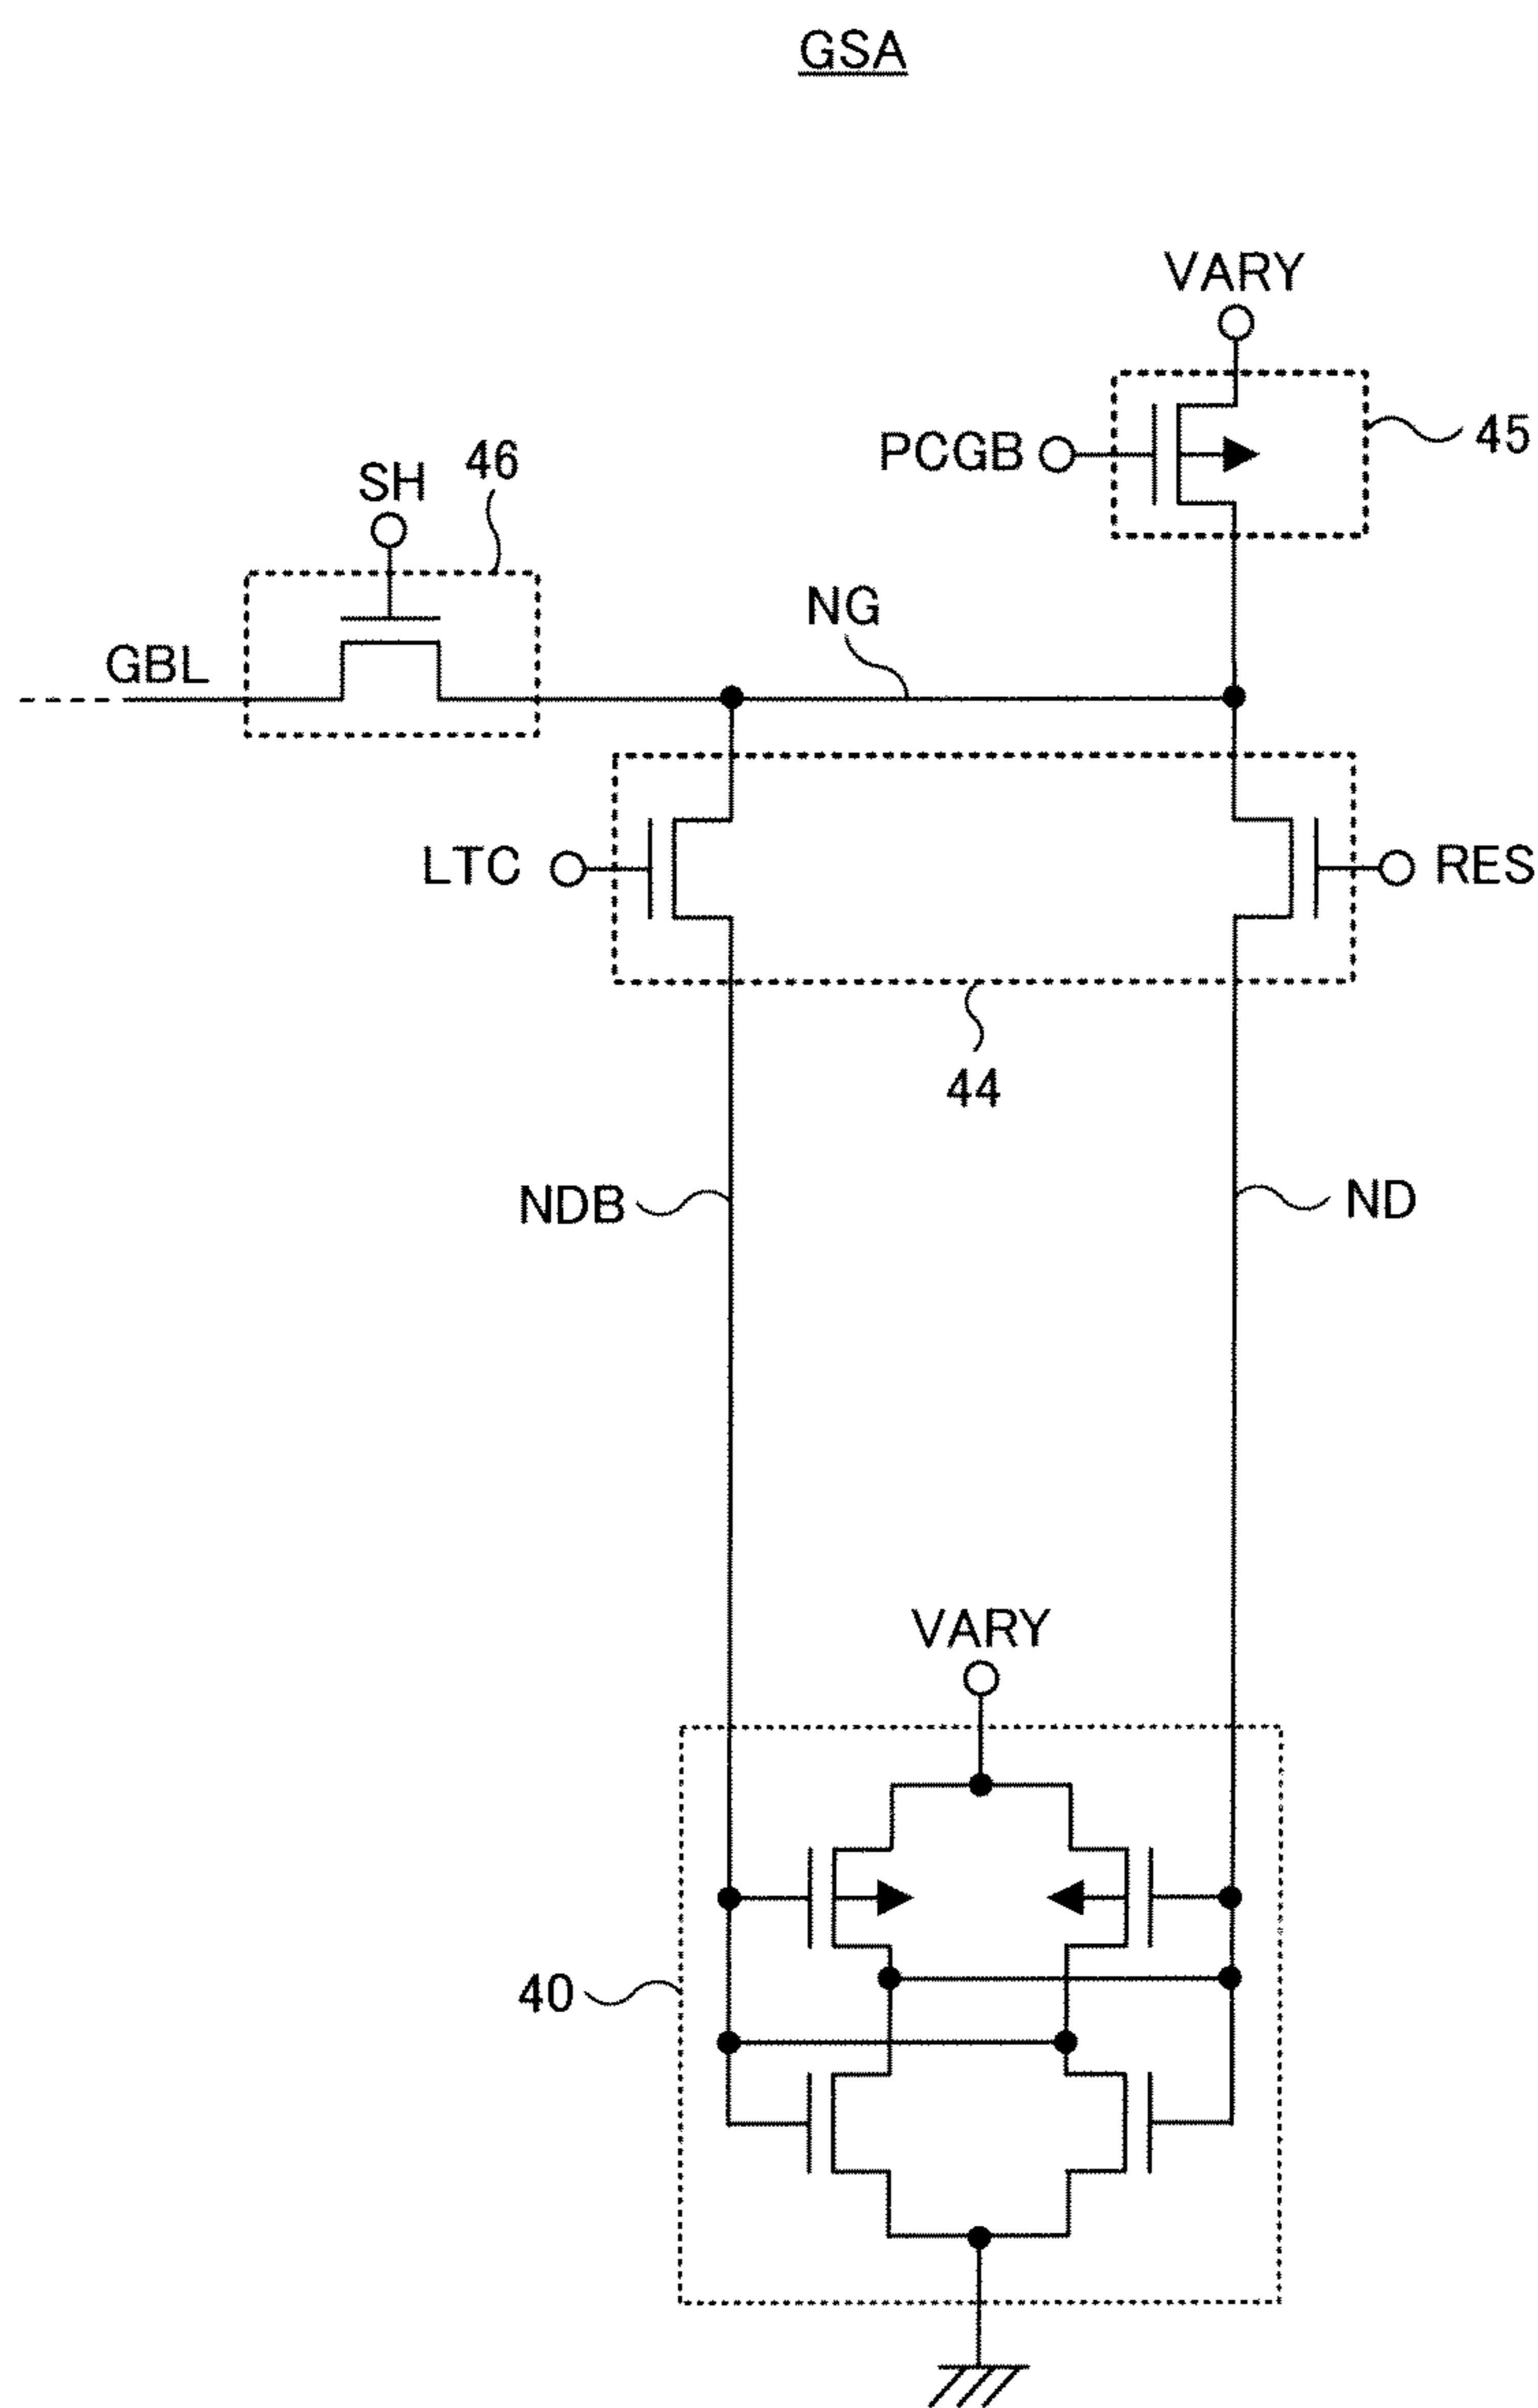 GSA
VARY
45
PCGB
46
SH
NG
GBL
LTC
RES
44
NDB
ND
VARY
40